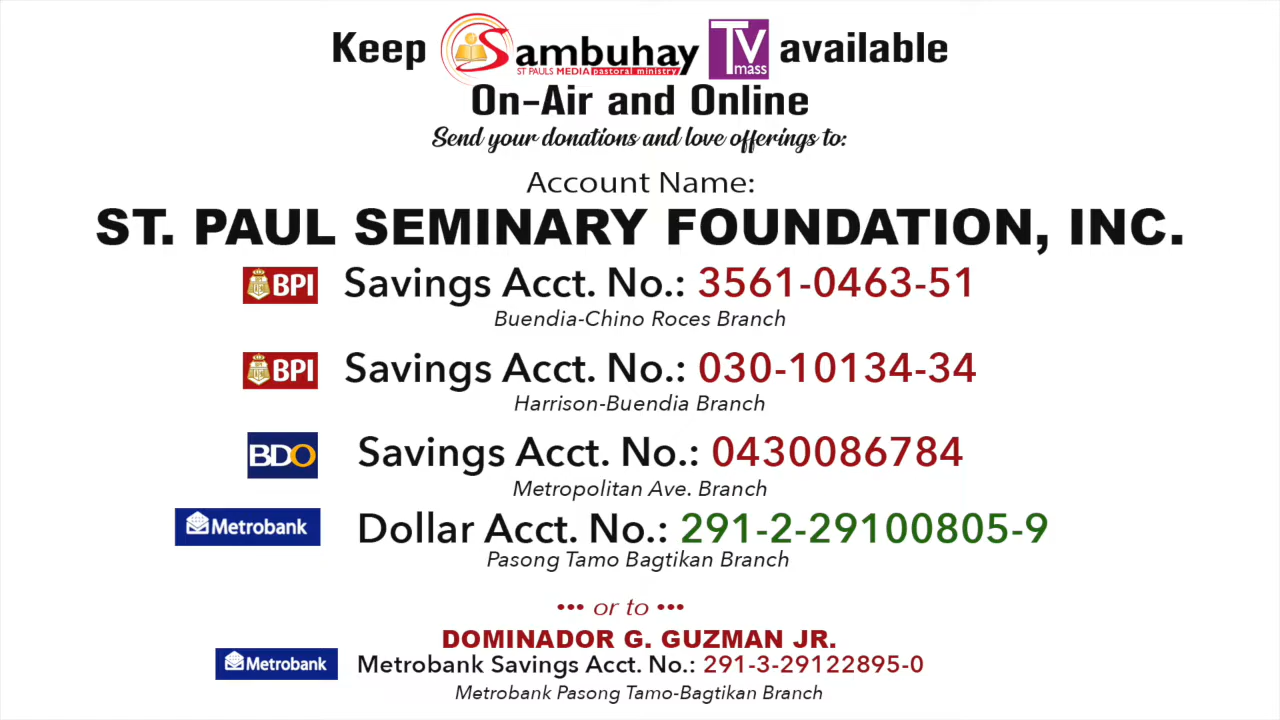 Keep Sambuhay TV mass available
ST PAULS MEDIA pastoral ministry
On-Air and Online
Send your donations and love offerings to:
Account Name:
ST. PAUL SEMINARY FOUNDATION, INC.
BPI Savings Acct. No.: 3561-0463-51
Buendia-Chino Roces Branch
BPI Savings Acct. No.: 030-10134-34
Harrison-Buendia Branch
BDO Savings Acct. No.: 0430086784
Metropolitan Ave. Branch
Metrobank Dollar Acct. No.: 291-2-29100805-9
Pasong Tamo Bagtikan Branch
••• or to •••
DOMINADOR G. GUZMAN JR.
Metrobank Metrobank Savings Acct. No.: 291-3-29122895-0
Metrobank Pasong Tamo-Bagtikan Branch